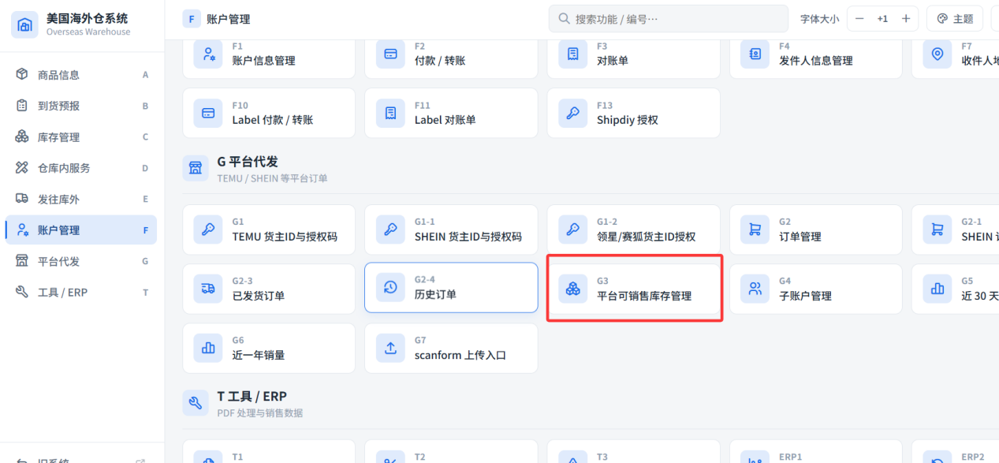 美国海外仓系统
Overseas Warehouse
商品信息 A
到货预报 B
库存管理 C
仓库内服务 D
发往库外 E
账户管理 F
平台代发 G
工具 / ERP T
旧系统
F 账户管理
搜索功能 / 编号…
字体大小 − +1 +
主题
F1
账户信息管理
F2
付款 / 转账
F3
对账单
F4
发件人信息管理
F7
收件人地
F10
Label 付款 / 转账
F11
Label 对账单
F13
Shipdiy 授权
G 平台代发
TEMU / SHEIN 等平台订单
G1
TEMU 货主ID与授权码
G1-1
SHEIN 货主ID与授权码
G1-2
领星/赛狐货主ID授权
G2
订单管理
G2-1
SHEIN
G2-3
已发货订单
G2-4
历史订单
G3
平台可销售库存管理
G4
子账户管理
G5
近 30 天
G6
近一年销量
G7
scanform 上传入口
T 工具 / ERP
PDF 处理与销售数据
T1
T2
T3
ERP1
ERP2